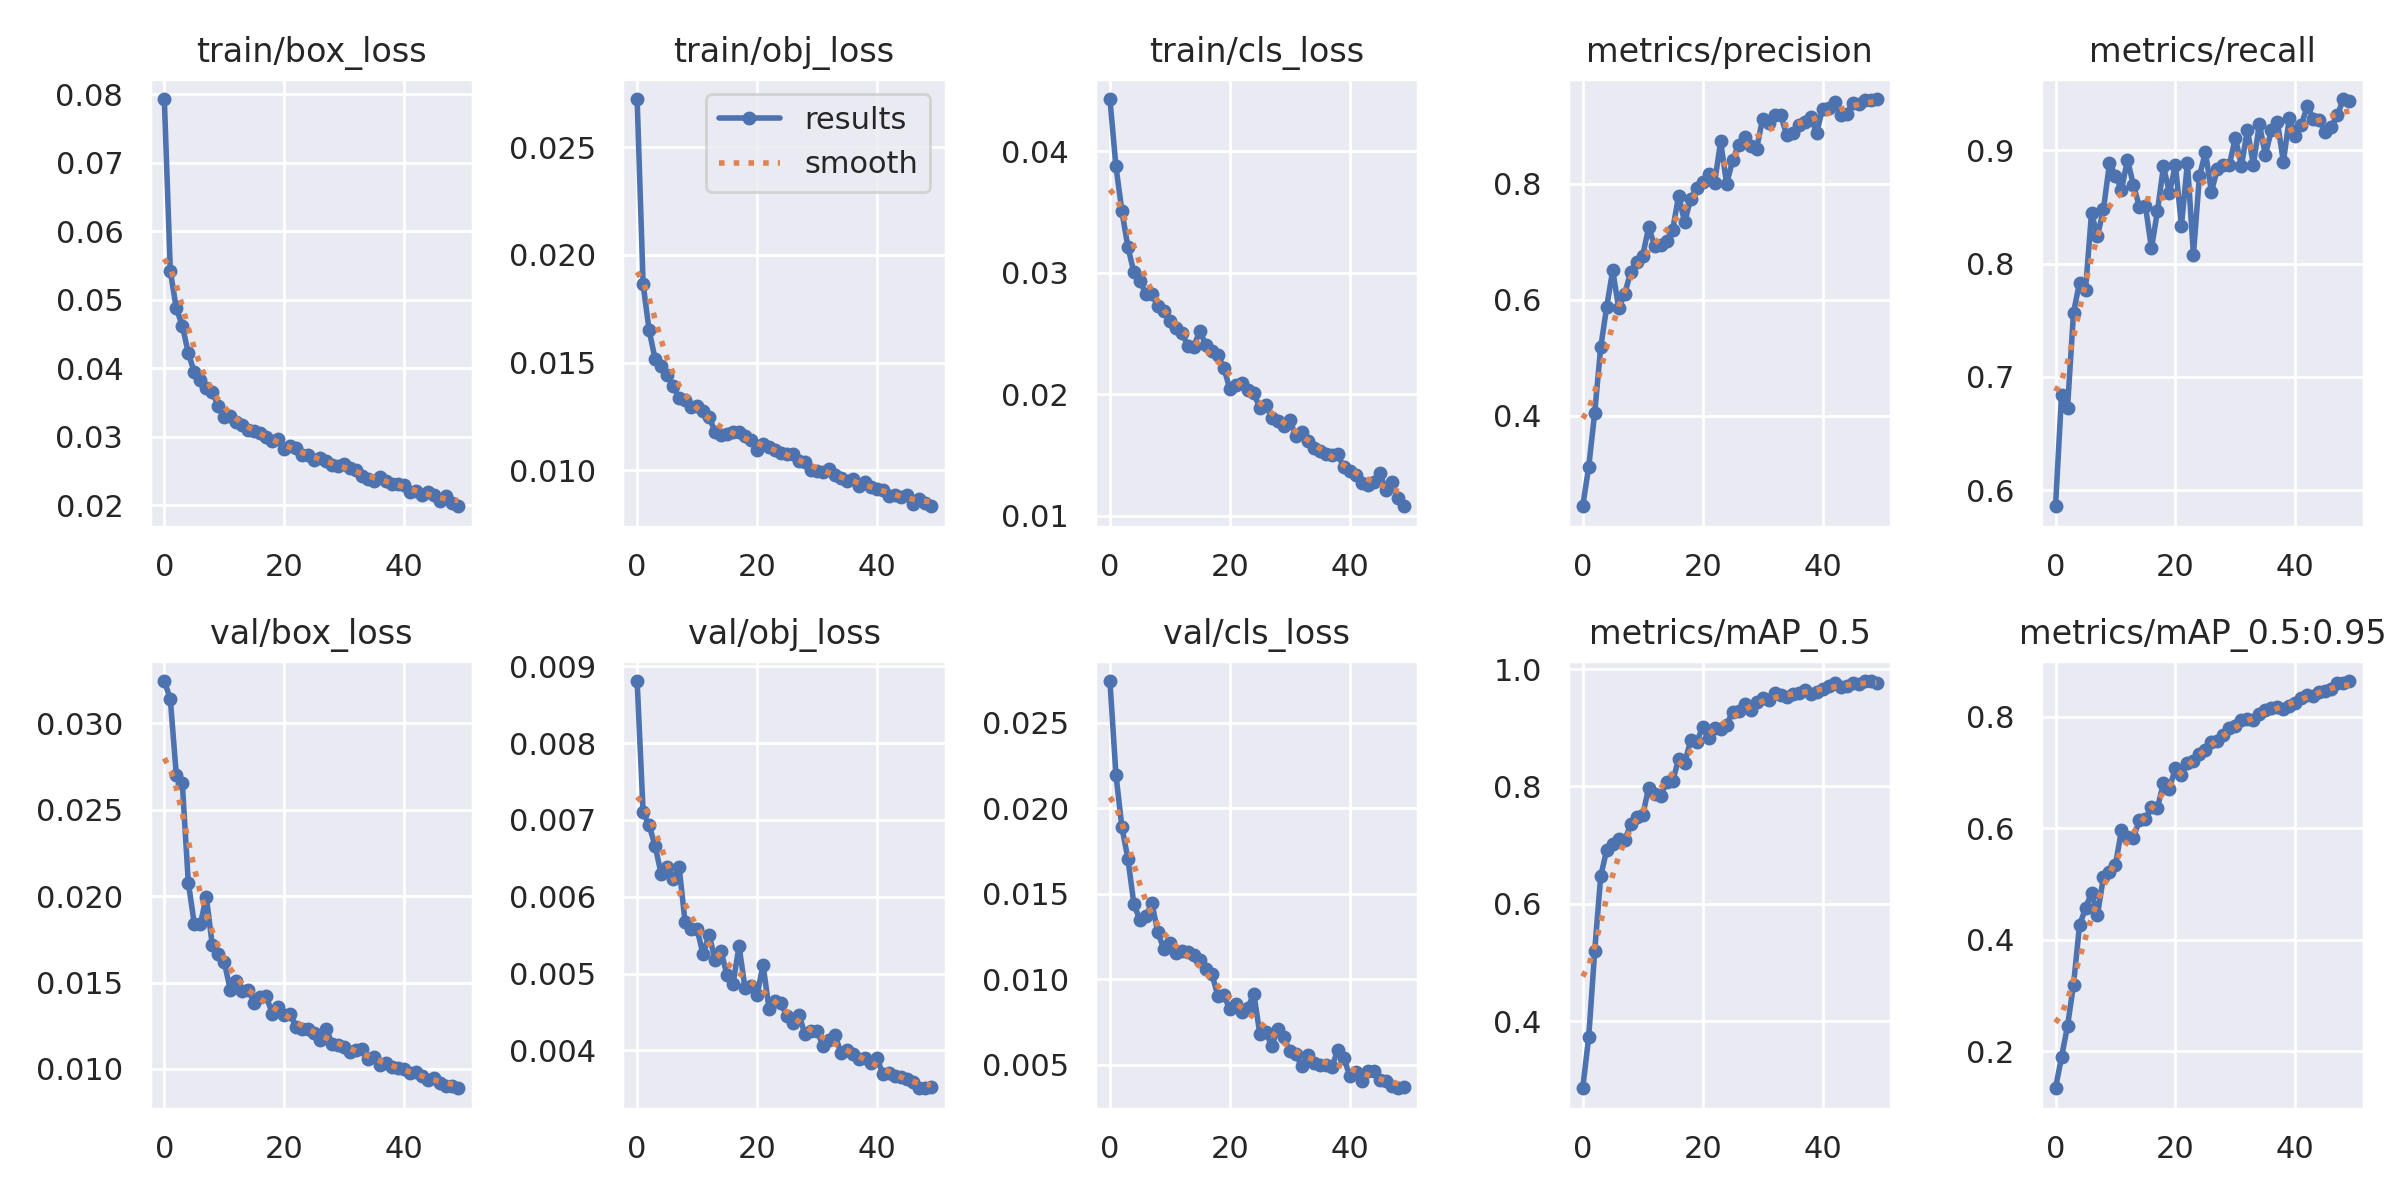 train/box_loss
0.08
0.07
0.06
0.05
0.04
0.03
0.02
0 20 40
train/obj_loss
results
smooth
0.025
0.020
0.015
0.010
0 20 40
train/cls_loss
0.04
0.03
0.02
0.01
0 20 40
metrics/precision
0.8
0.6
0.4
0 20 40
metrics/recall
0.9
0.8
0.7
0.6
0 20 40
val/box_loss
0.030
0.025
0.020
0.015
0.010
0 20 40
val/obj_loss
0.009
0.008
0.007
0.006
0.005
0.004
0 20 40
val/cls_loss
0.025
0.020
0.015
0.010
0.005
0 20 40
metrics/mAP_0.5
1.0
0.8
0.6
0.4
0 20 40
metrics/mAP_0.5:0.95
0.8
0.6
0.4
0.2
0 20 40